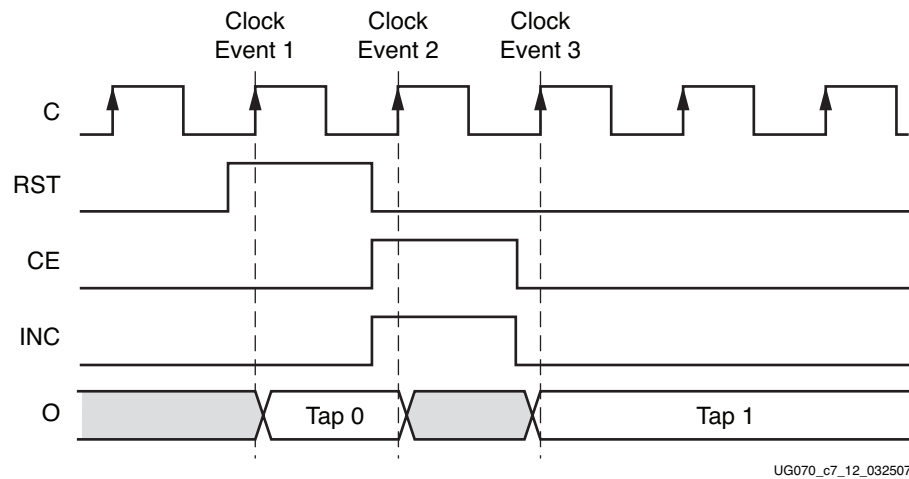 Clock
Event 1
Clock
Event 2
Clock
Event 3
C
RST
CE
INC
O
Tap 0
Tap 1
UG070_c7_12_032507